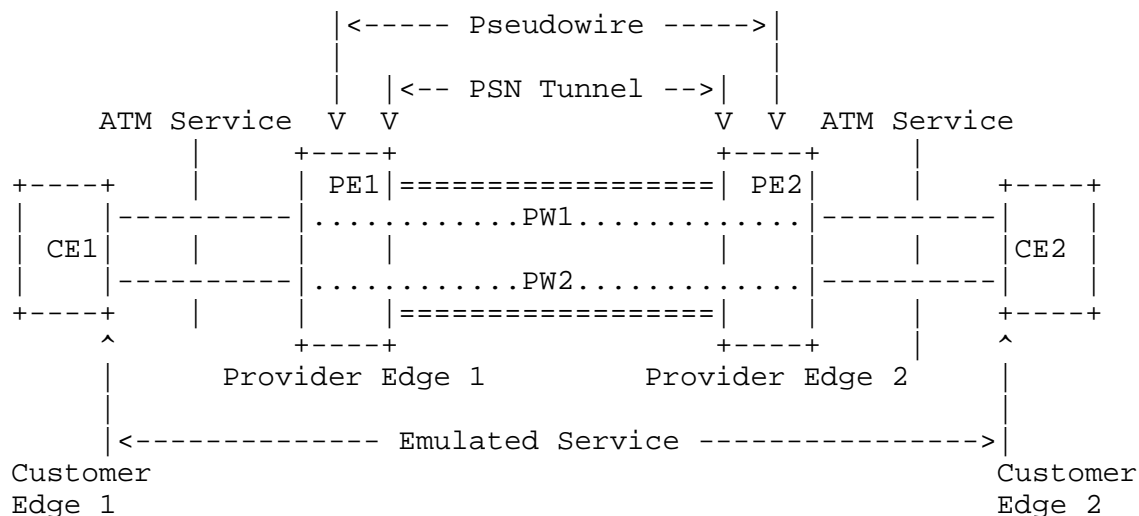 |<----- Pseudowire ----->|
|                        |
|  |<-- PSN Tunnel -->|  |
ATM Service  V  V                  V  V  ATM Service
|     +----+                  +----+     |
+----+    |     | PE1|==================| PE2|     |    +----+
|    |----------|............PW1.............|----------|    |
| CE1|    |     |    |                  |    |     |    |CE2 |
|    |----------|............PW2.............|----------|    |
+----+    |     |    |==================|    |     |    +----+
^          +----+                  +----+     |    ^
|      Provider Edge 1         Provider Edge 2     |
|                                                  |
|<-------------- Emulated Service ---------------->|
Customer                                           Customer
Edge 1                                             Edge 2